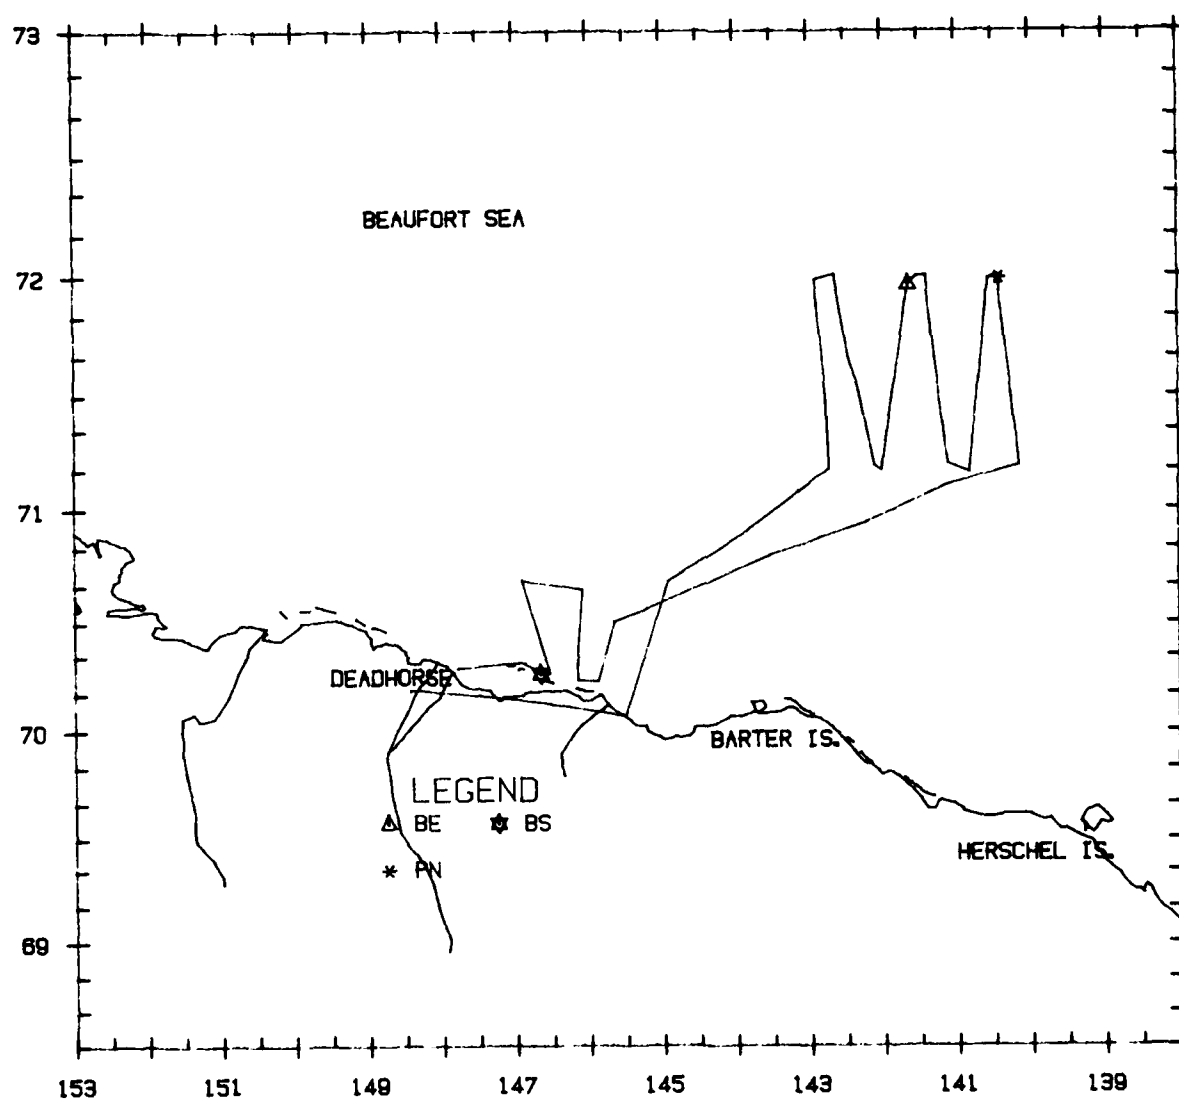 73
BEAUFORT SEA
72
71
DEADHORSE
70
BARTER IS.
LEGEND
BE BS
HERSCHEL IS.
PN
69
153 151 149 147 145 143 141 139